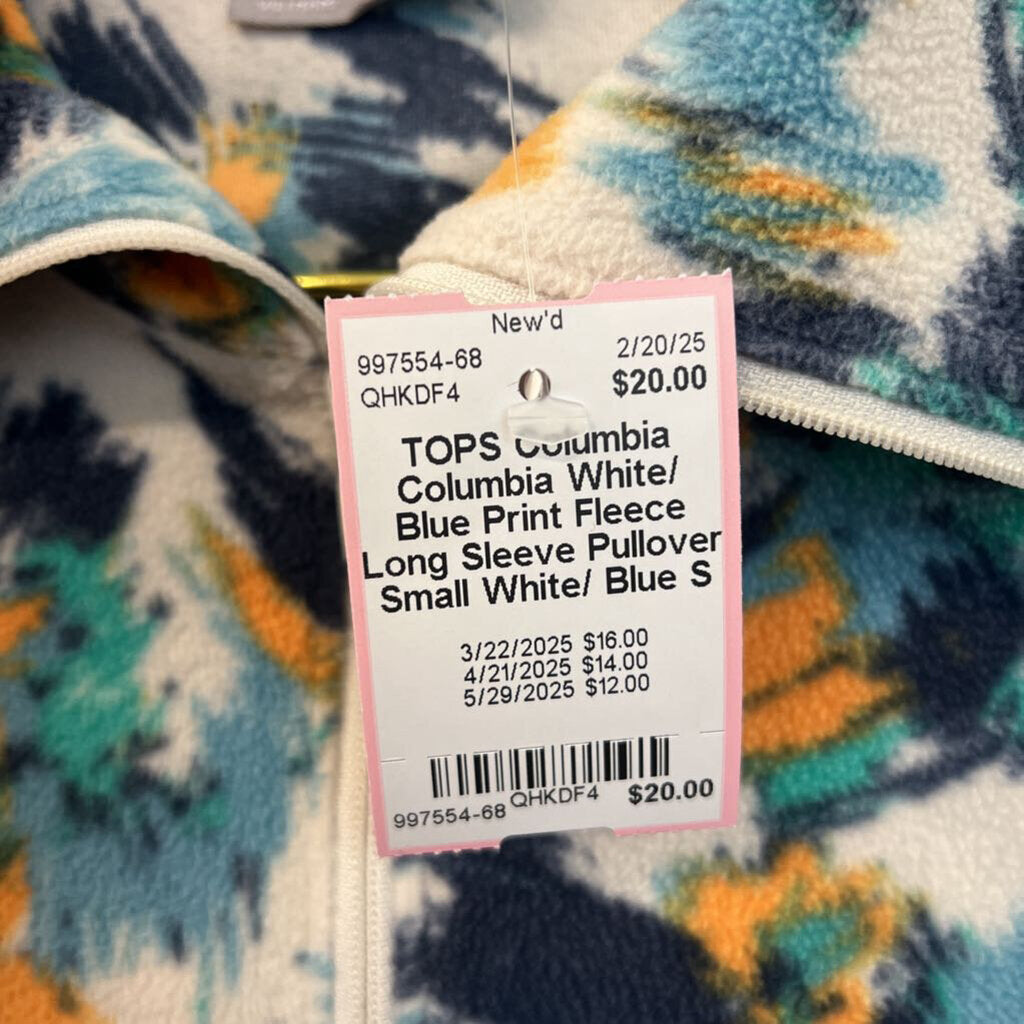 New'd
997554-68 2/20/25
QHKDF4 $20.00
TOPS Columbia
Columbia White/
Blue Print Fleece
Long Sleeve Pullover
Small White/ Blue S
3/22/2025 $16.00
4/21/2025 $14.00
5/29/2025 $12.00
997554-68 QHKDF4 $20.00